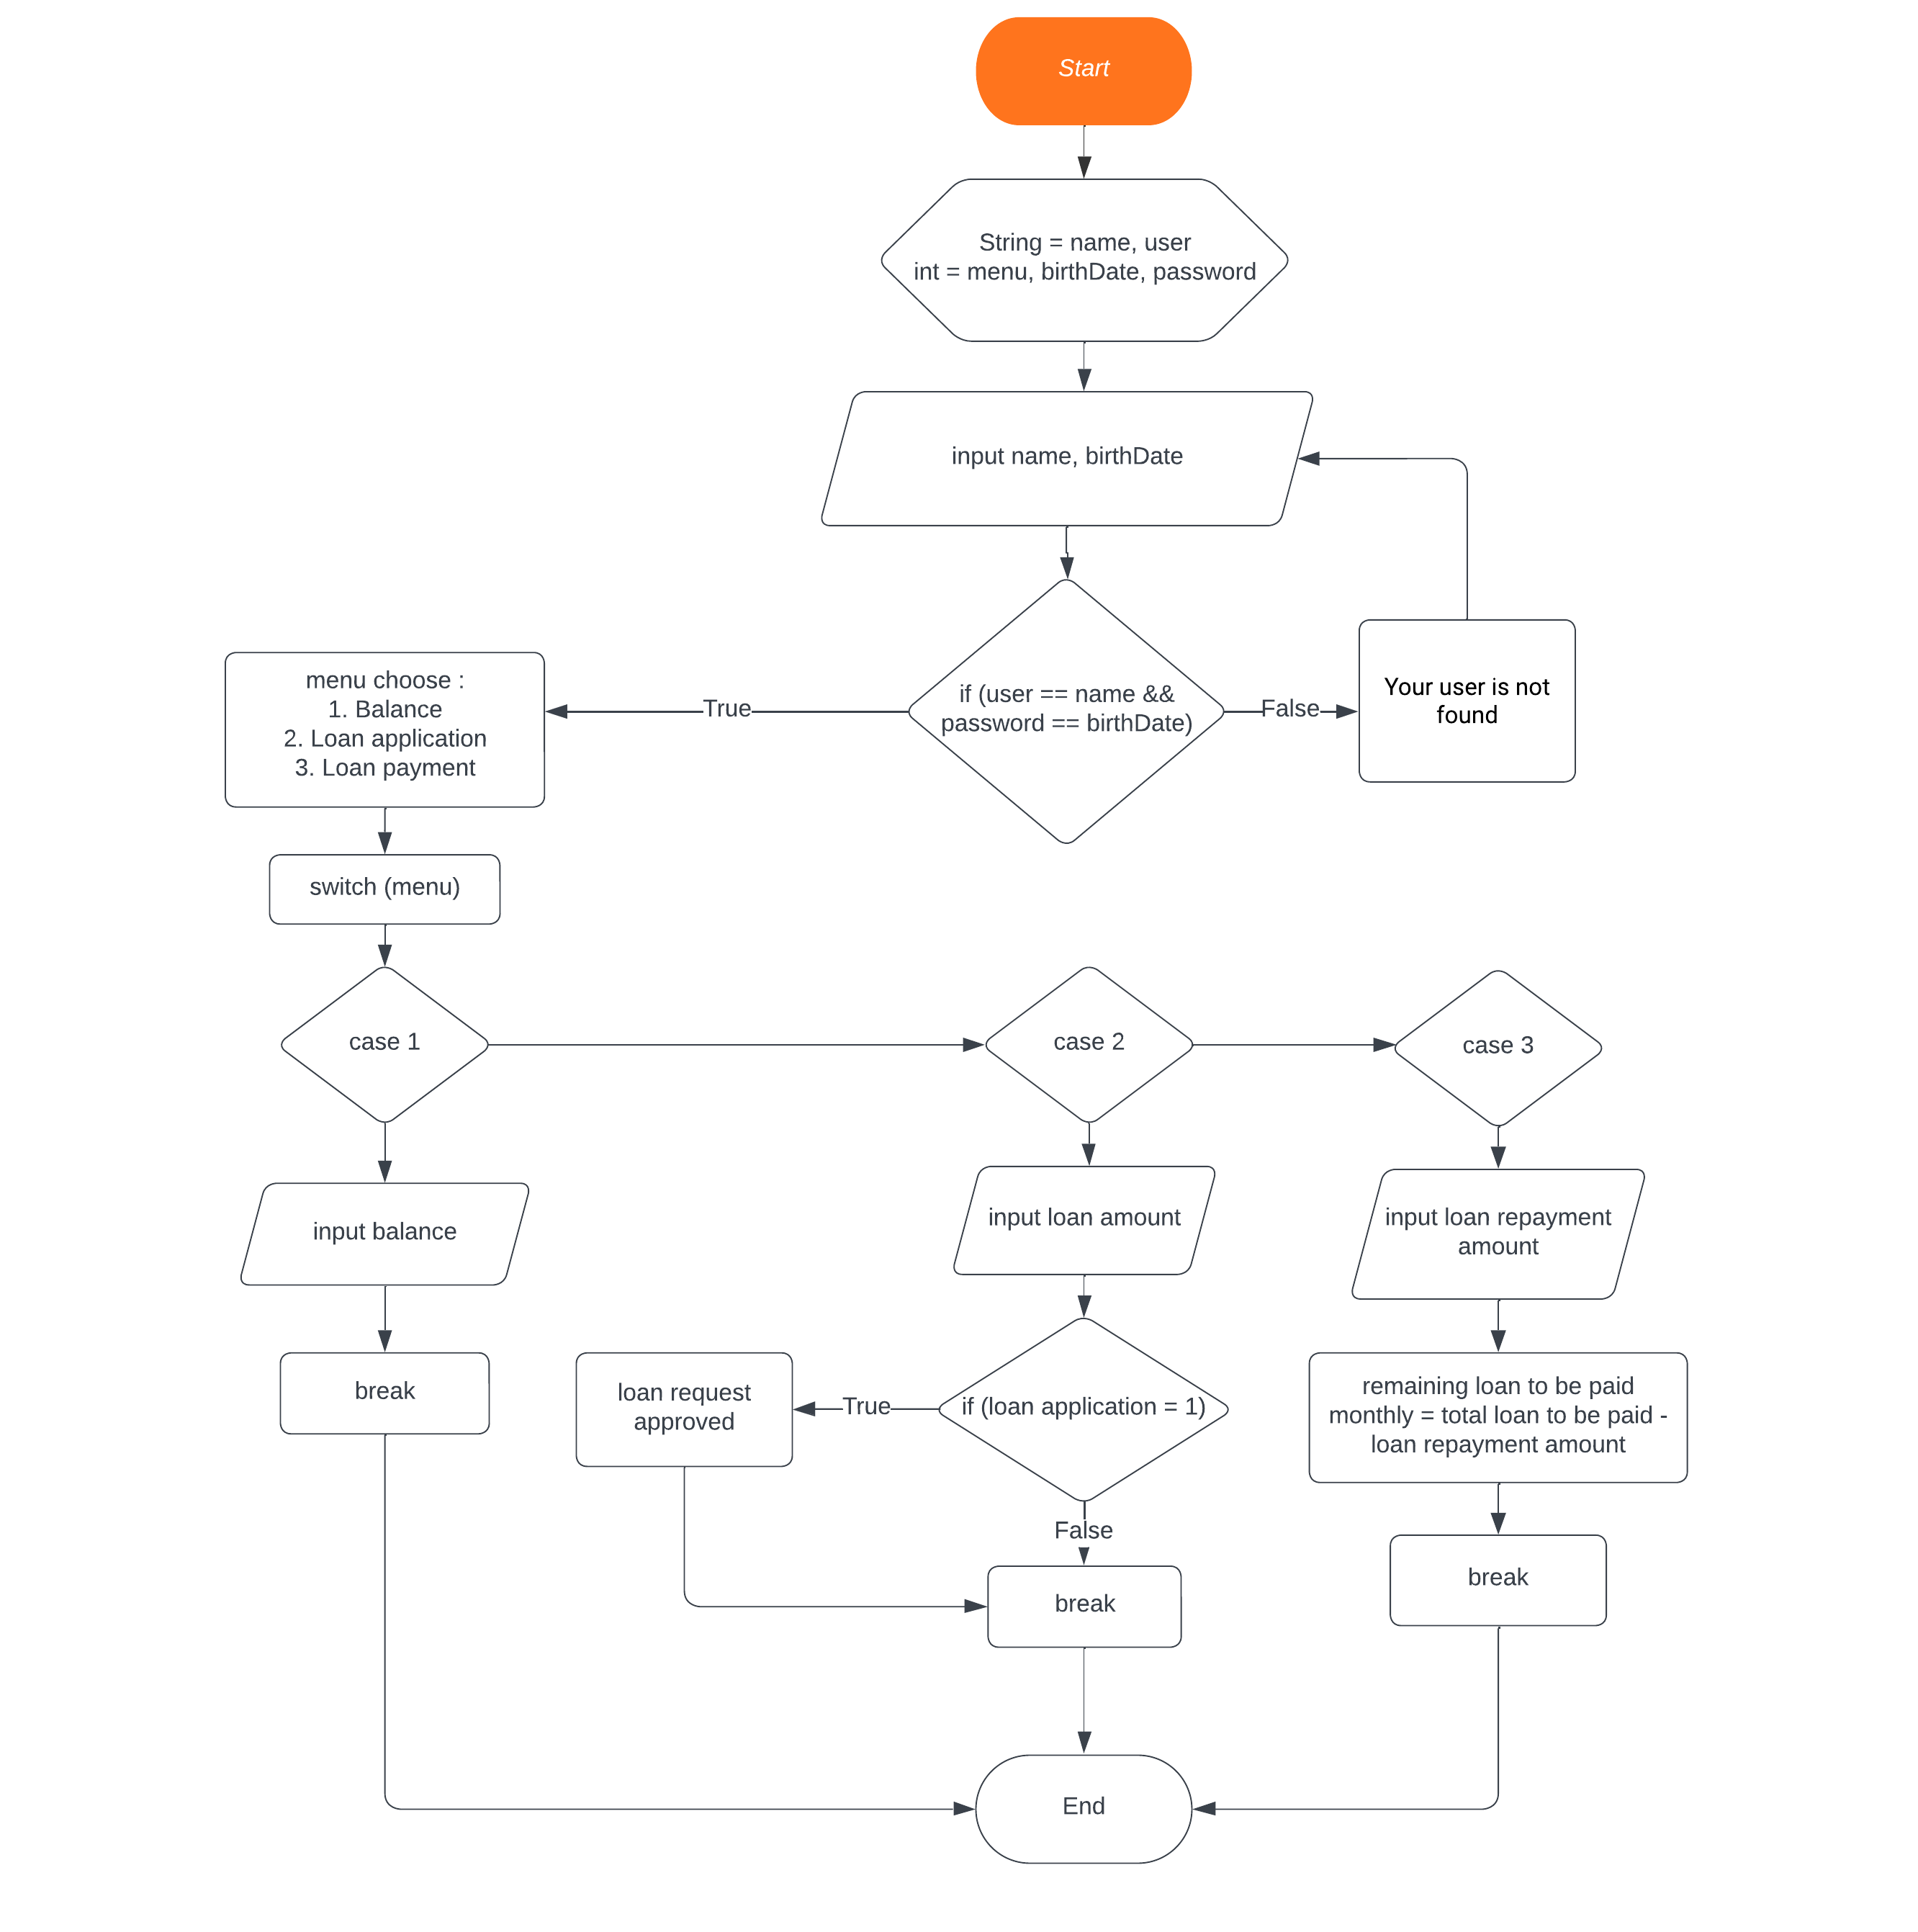 Start
String = name, user
int = menu, birthDate, password
input name, birthDate
if (user == name &&
password == birthDate)
True
False
Your user is not
found
menu choose :
1. Balance
2. Loan application
3. Loan payment
switch (menu)
case 1
case 2
case 3
input balance
input loan amount
input loan repayment
amount
break
loan request
approved
True
if (loan application = 1)
remaining loan to be paid
monthly = total loan to be paid -
loan repayment amount
False
break
break
End